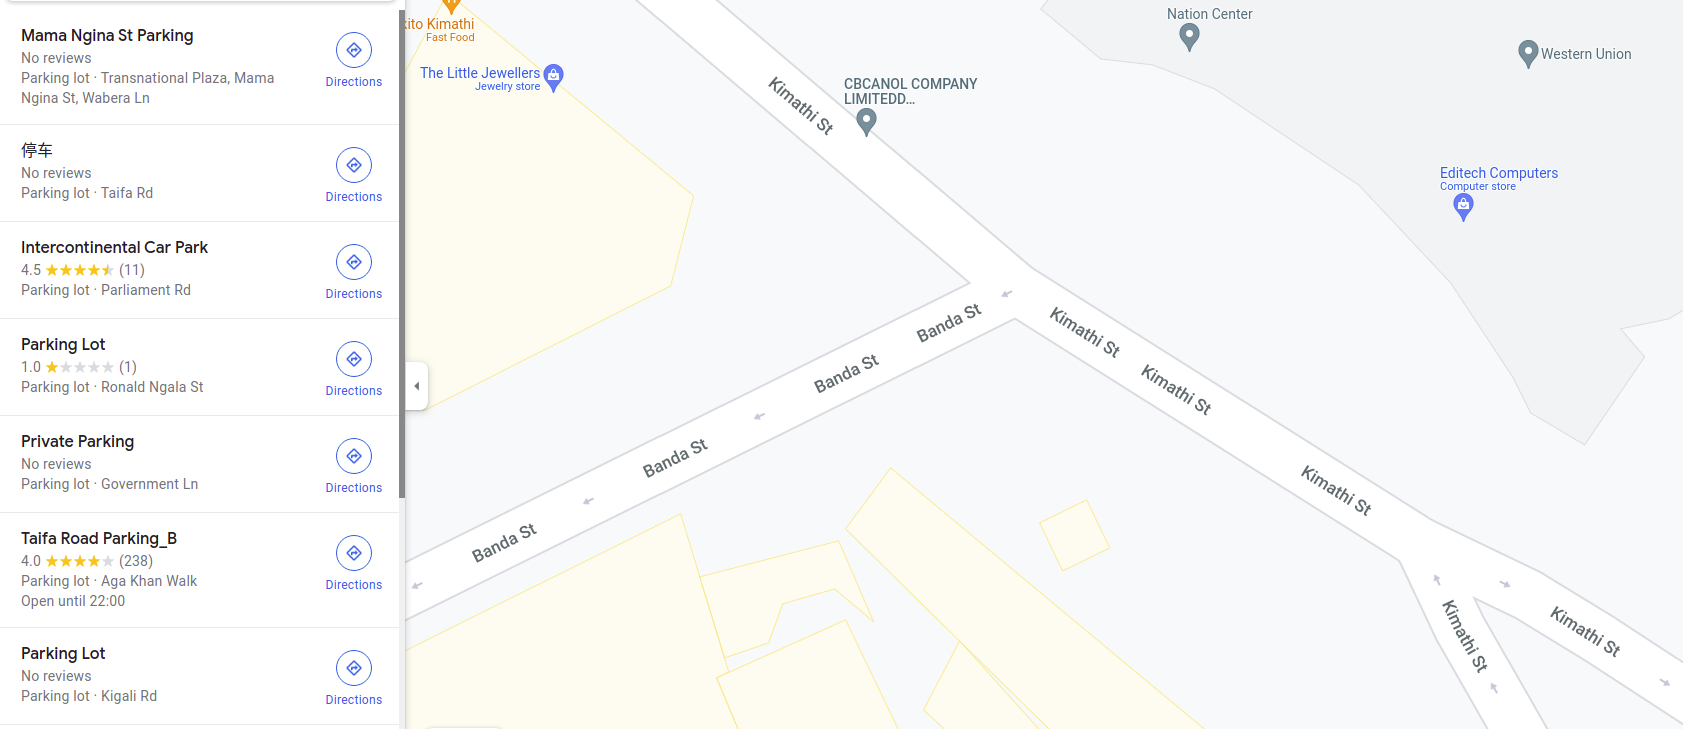 Mama Ngina St Parking
No reviews
Parking lot · Transnational Plaza, Mama
Ngina St, Wabera Ln
Directions
停车
No reviews
Parking lot · Taifa Rd
Directions
Intercontinental Car Park
4.5 (11)
Parking lot · Parliament Rd
Directions
Parking Lot
1.0 (1)
Parking lot · Ronald Ngala St
Directions
Private Parking
No reviews
Parking lot · Government Ln
Directions
Taifa Road Parking_B
4.0 (238)
Parking lot · Aga Khan Walk
Open until 22:00
Directions
Parking Lot
No reviews
Parking lot · Kigali Rd
Directions
Kimathi
Fast Food
The Little Jewellers
Jewelry store
CBCANOL COMPANY
LIMITEDD...
Nation Center
Western Union
Editech Computers
Computer store
Kimathi St
Banda St
Kimathi St
Banda St
Kimathi St
Banda St
Kimathi St
Banda St
Kimathi St
Kimathi St